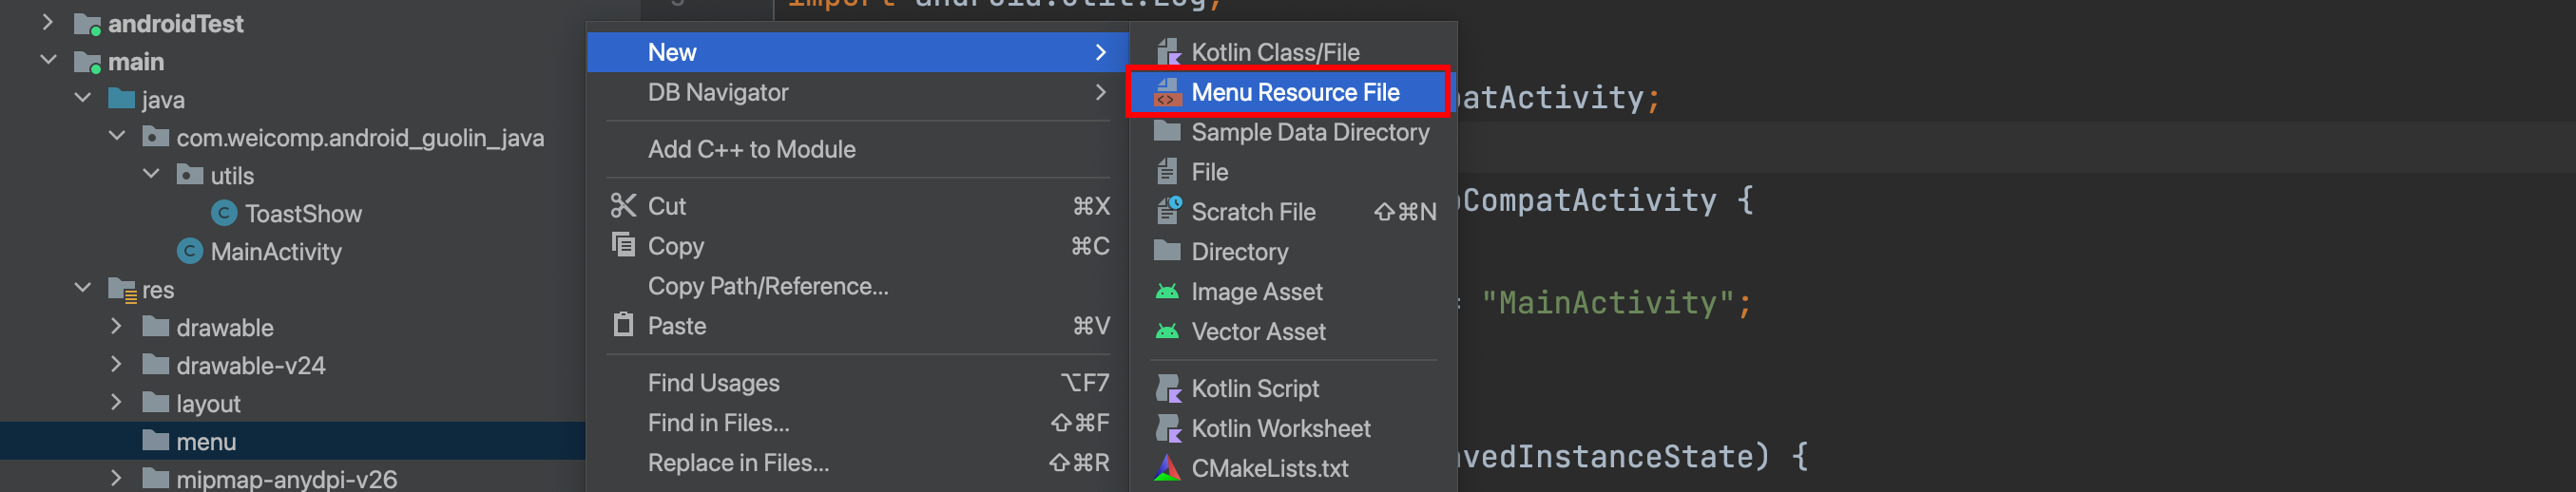 androidTest
main
java
com.weicomp.android_guolin_java
utils
ToastShow
MainActivity
res
drawable
drawable-v24
layout
menu
mipmap-anydpi-v26
New
DB Navigator
Add C++ to Module
Cut ⌘X
Copy ⌘C
Copy Path/Reference...
Paste ⌘V
Find Usages ⌥F7
Find in Files... ⇧⌘F
Replace in Files... ⇧⌘R
Kotlin Class/File
Menu Resource File
Sample Data Directory
File
Scratch File ⇧⌘N
Directory
Image Asset
Vector Asset
Kotlin Script
Kotlin Worksheet
CMakeLists.txt
import android.util.Log;
patActivity;
CompatActivity {
= "MainActivity";
avedInstanceState) {